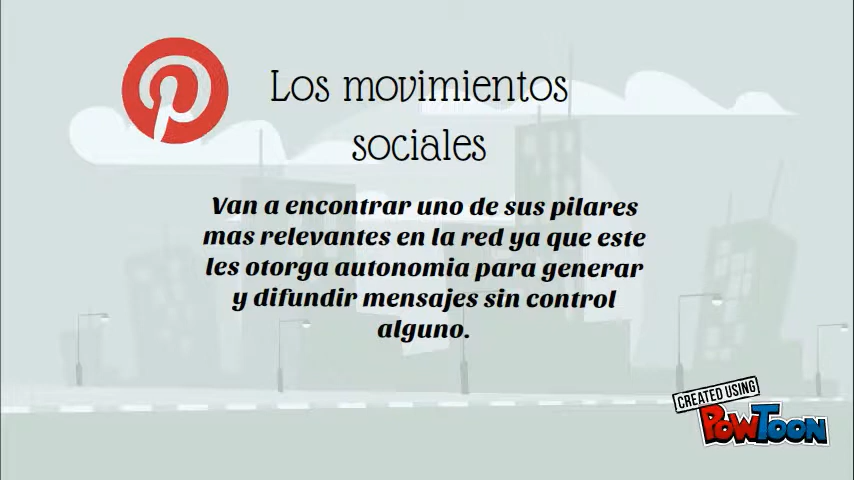 Los movimientos
sociales
Van a encontrar uno de sus pilares
mas relevantes en la red ya que este
les otorga autonomia para generar
y difundir mensajes sin control
alguno.
CREATED USING
POWTOON